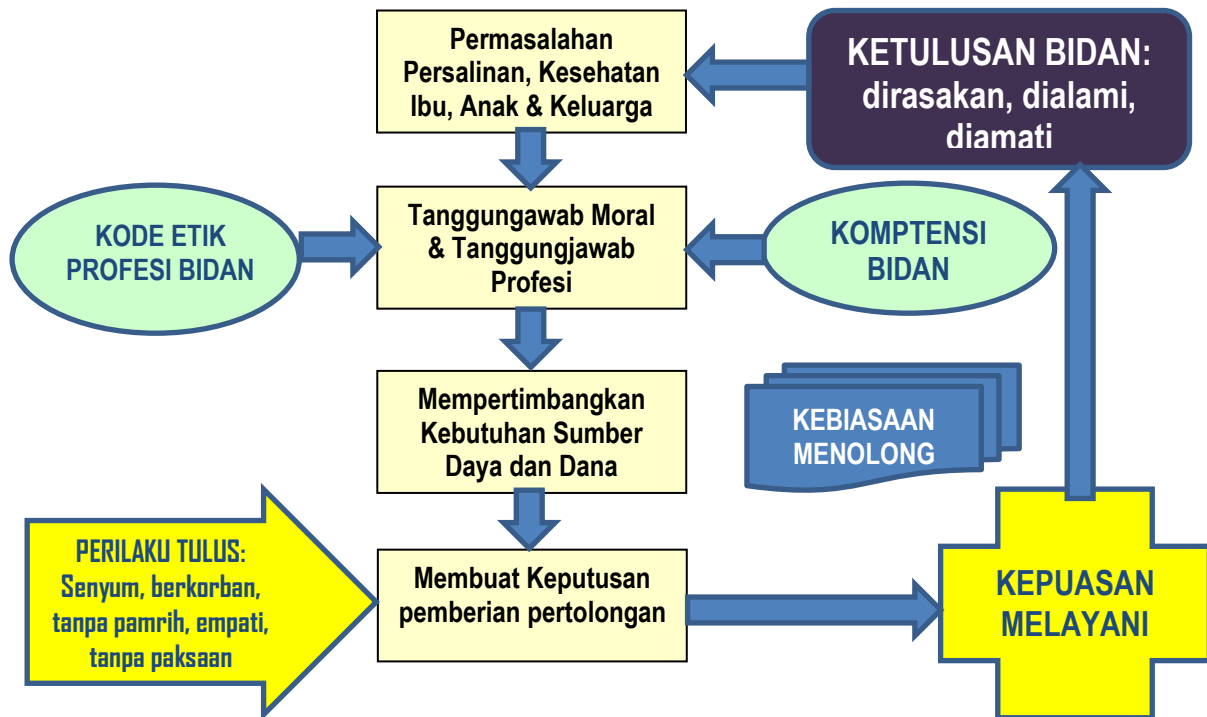 Permasalahan
Persalinan, Kesehatan
Ibu, Anak & Keluarga
KETULUSAN BIDAN:
dirasakan, dialami,
diamati
KODE ETIK
PROFESI BIDAN
Tanggungawab Moral
& Tanggungjawab
Profesi
KOMPTENSI
BIDAN
Mempertimbangkan
Kebutuhan Sumber
Daya dan Dana
KEBIASAAN
MENOLONG
PERILAKU TULUS:
Senyum, berkorban,
tanpa pamrih, empati,
tanpa paksaan
Membuat Keputusan
pemberian pertolongan
KEPUASAN
MELAYANI